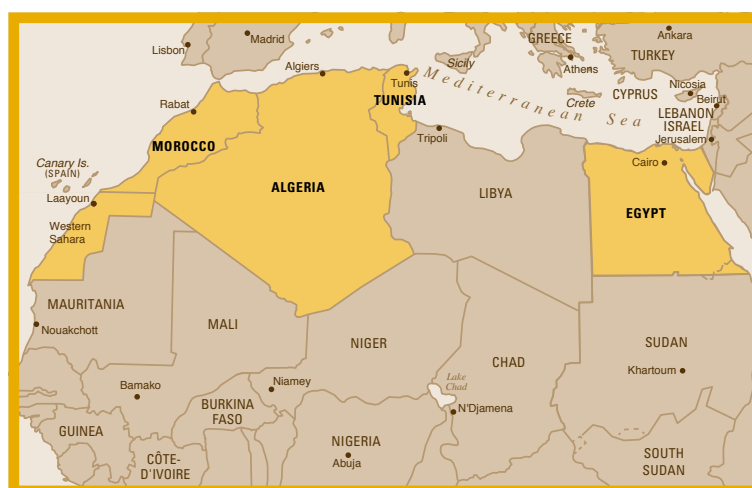 Lisbon
Madrid
GREECE
Ankara
TURKEY
Algiers
Sicily
Athens
Tunis
Mediterranean Sea
Nicosia
CYPRUS
Beirut
Crete
TUNISIA
Rabat
LEBANON
ISRAEL
Tripoli
Jerusalem
MOROCCO
Canary Is.
(SPAIN)
Cairo
ALGERIA
LIBYA
Laayoun
EGYPT
Western
Sahara
MAURITANIA
MALI
Nouakchott
NIGER
SUDAN
CHAD
Khartoum
Lake
Chad
Bamako
Niamey
BURKINA
FASO
N'Djamena
GUINEA
NIGERIA
CÔTE-
D'IVOIRE
Abuja
SOUTH
SUDAN